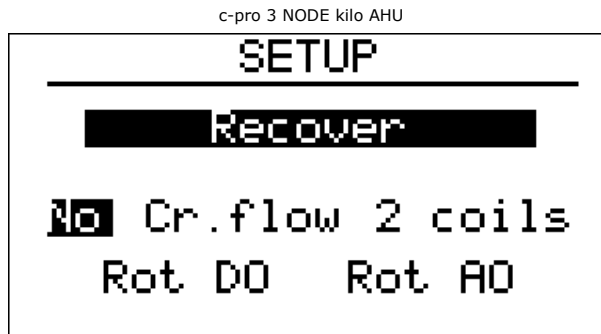 c-pro 3 NODE kilo AHU
SETUP
Recover
No Cr.flow 2 coils
Rot DO Rot AO